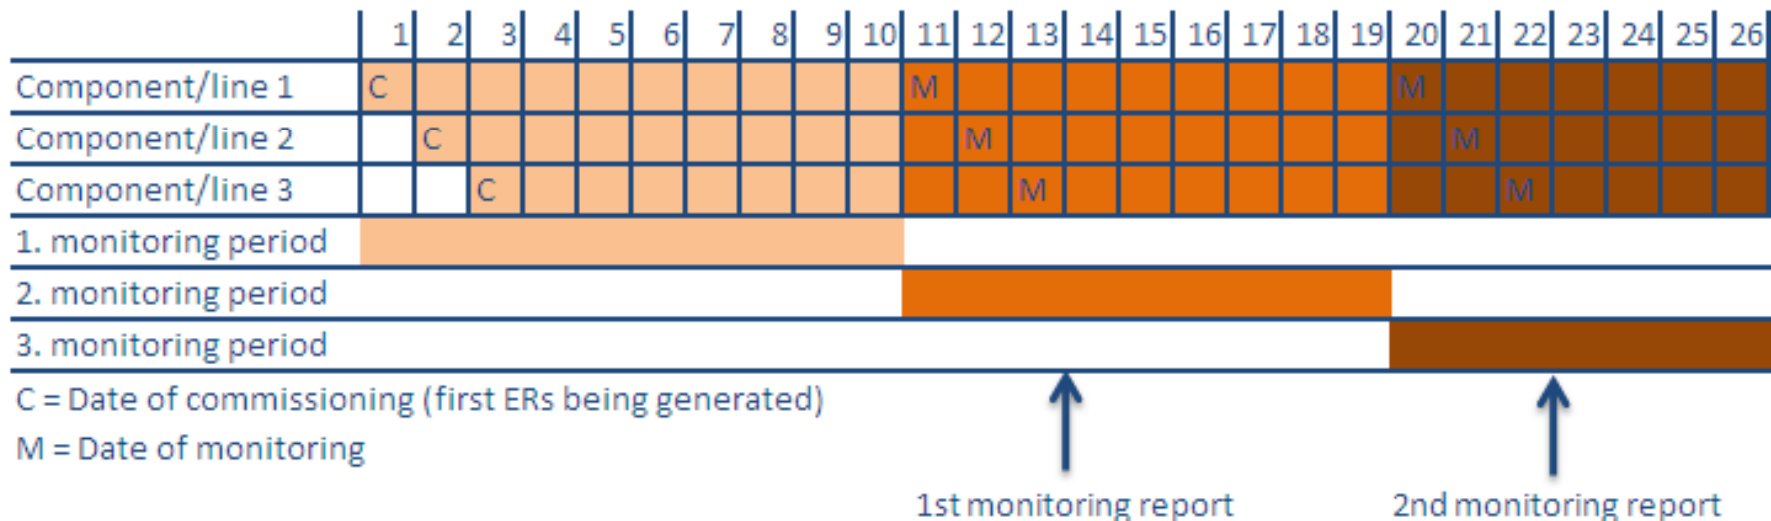 1 2 3 4 5 6 7 8 9 10 11 12 13 14 15 16 17 18 19 20 21 22 23 24 25 26
Component/line 1 C M M
Component/line 2 C M M
Component/line 3 C M M
1. monitoring period
2. monitoring period
3. monitoring period
C = Date of commissioning (first ERs being generated)
M = Date of monitoring
1st monitoring report 2nd monitoring report